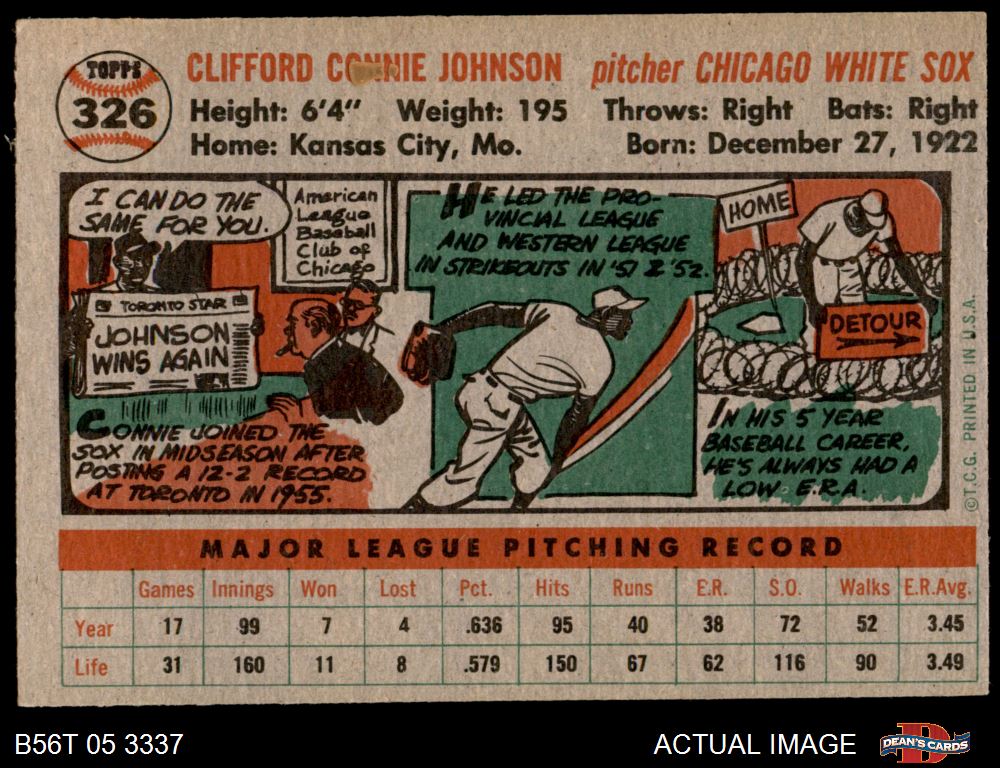 TOPPS
326
CLIFFORD CONNIE JOHNSON pitcher CHICAGO WHITE SOX
Height: 6'4" Weight: 195 Throws: Right Bats: Right
Home: Kansas City, Mo. Born: December 27, 1922
I CAN DO THE
SAME FOR YOU.
American
League
Baseball
Club of
Chicago
TORONTO STAR
JOHNSON
WINS AGAIN
CONNIE JOINED THE
SOX IN MIDSEASON AFTER
POSTING A 12-2 RECORD
AT TORONTO IN 1955.
HE LED THE PRO-
VINCIAL LEAGUE
AND WESTERN LEAGUE
IN STRIKEOUTS IN '51 & '52.
HOME
DETOUR
IN HIS 5 YEAR
BASEBALL CAREER,
HE'S ALWAYS HAD A
LOW E.R.A.
©T.C.G. PRINTED IN U.S.A.
MAJOR LEAGUE PITCHING RECORD
Games Innings Won Lost Pct. Hits Runs E.R. S.O. Walks E.R.Avg.
Year 17 99 7 4 .636 95 40 38 72 52 3.45
Life 31 160 11 8 .579 150 67 62 116 90 3.49
B56T 05 3337
ACTUAL IMAGE
B
DEAN'S CARDS